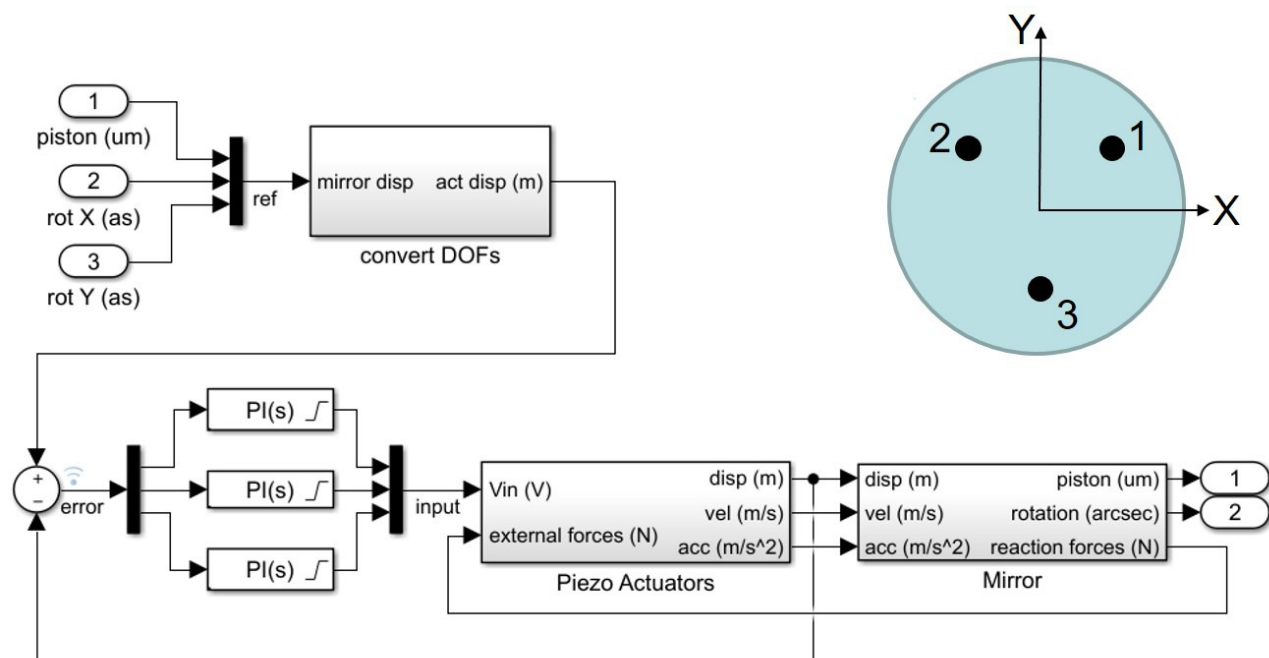 1
piston (um)
2
rot X (as)
3
rot Y (as)
ref
mirror disp act disp (m)
convert DOFs
Y
X
2
1
3
+
−
error
PI(s)
PI(s)
PI(s)
input
Vin (V)
external forces (N)
disp (m)
vel (m/s)
acc (m/s^2)
Piezo Actuators
disp (m)
vel (m/s)
acc (m/s^2)
piston (um)
rotation (arcsec)
reaction forces (N)
Mirror
1
2